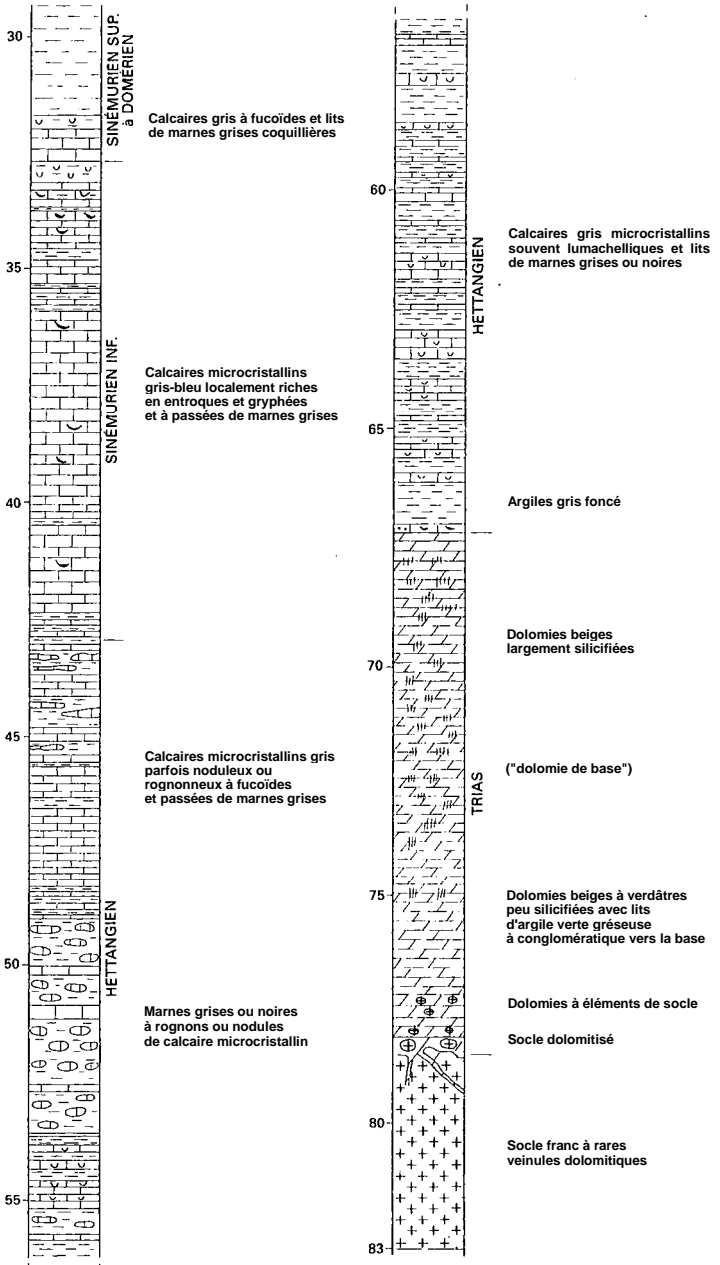 30
SINÉMURIEN SUP.
à DOMÉRIEN
Calcaires gris à fucoïdes et lits
de marnes grises coquillières
35
SINÉMURIEN INF.
Calcaires microcristallins
gris-bleu localement riches
en entroques et gryphées
et à passées de marnes grises
40
45
Calcaires microcristallins gris
parfois noduleux ou
rognonneux à fucoïdes
et passées de marnes grises
HETTANGIEN
50
Marnes grises ou noires
à rognons ou nodules
de calcaire microcristallin
55
60
Calcaires gris microcristallins
souvent lumachelliques et lits
de marnes grises ou noires
HETTANGIEN
65
Argiles gris foncé
Dolomies beiges
largement silicifiées
70
("dolomie de base")
TRIAS
75
Dolomies beiges à verdâtres
peu silicifiées avec lits
d'argile verte gréseuse
à conglomératique vers la base
Dolomies à éléments de socle
Socle dolomitisé
80
Socle franc à rares
veinules dolomitiques
83